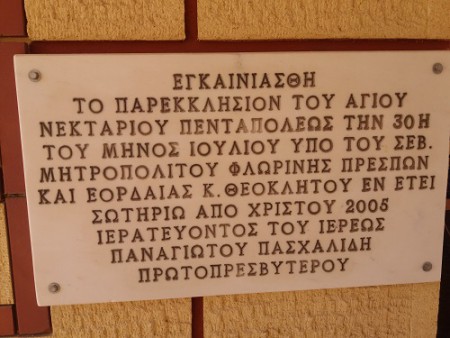 ΕΓΚΑΙΝΙΑΣΘΗ
ΤΟ ΠΑΡΕΚΚΛΗΣΙΟΝ ΤΟΥ ΑΓΙΟΥ
ΝΕΚΤΑΡΙΟΥ ΠΕΝΤΑΠΟΛΕΩΣ ΤΗΝ 30Η
ΤΟΥ ΜΗΝΟΣ ΙΟΥΛΙΟΥ ΥΠΟ ΤΟΥ ΣΕΒ.
ΜΗΤΡΟΠΟΛΙΤΟΥ ΦΛΩΡΙΝΗΣ ΠΡΕΣΠΩΝ
ΚΑΙ ΕΟΡΔΑΙΑΣ Κ. ΘΕΟΚΛΗΤΟΥ ΕΝ ΕΤΕΙ
ΣΩΤΗΡΙΩ ΑΠΟ ΧΡΙΣΤΟΥ 2005
ΙΕΡΑΤΕΥΟΝΤΟΣ ΤΟΥ ΙΕΡΕΩΣ
ΠΑΝΑΓΙΩΤΟΥ ΠΑΣΧΑΛΙΔΗ
ΠΡΩΤΟΠΡΕΣΒΥΤΕΡΟΥ